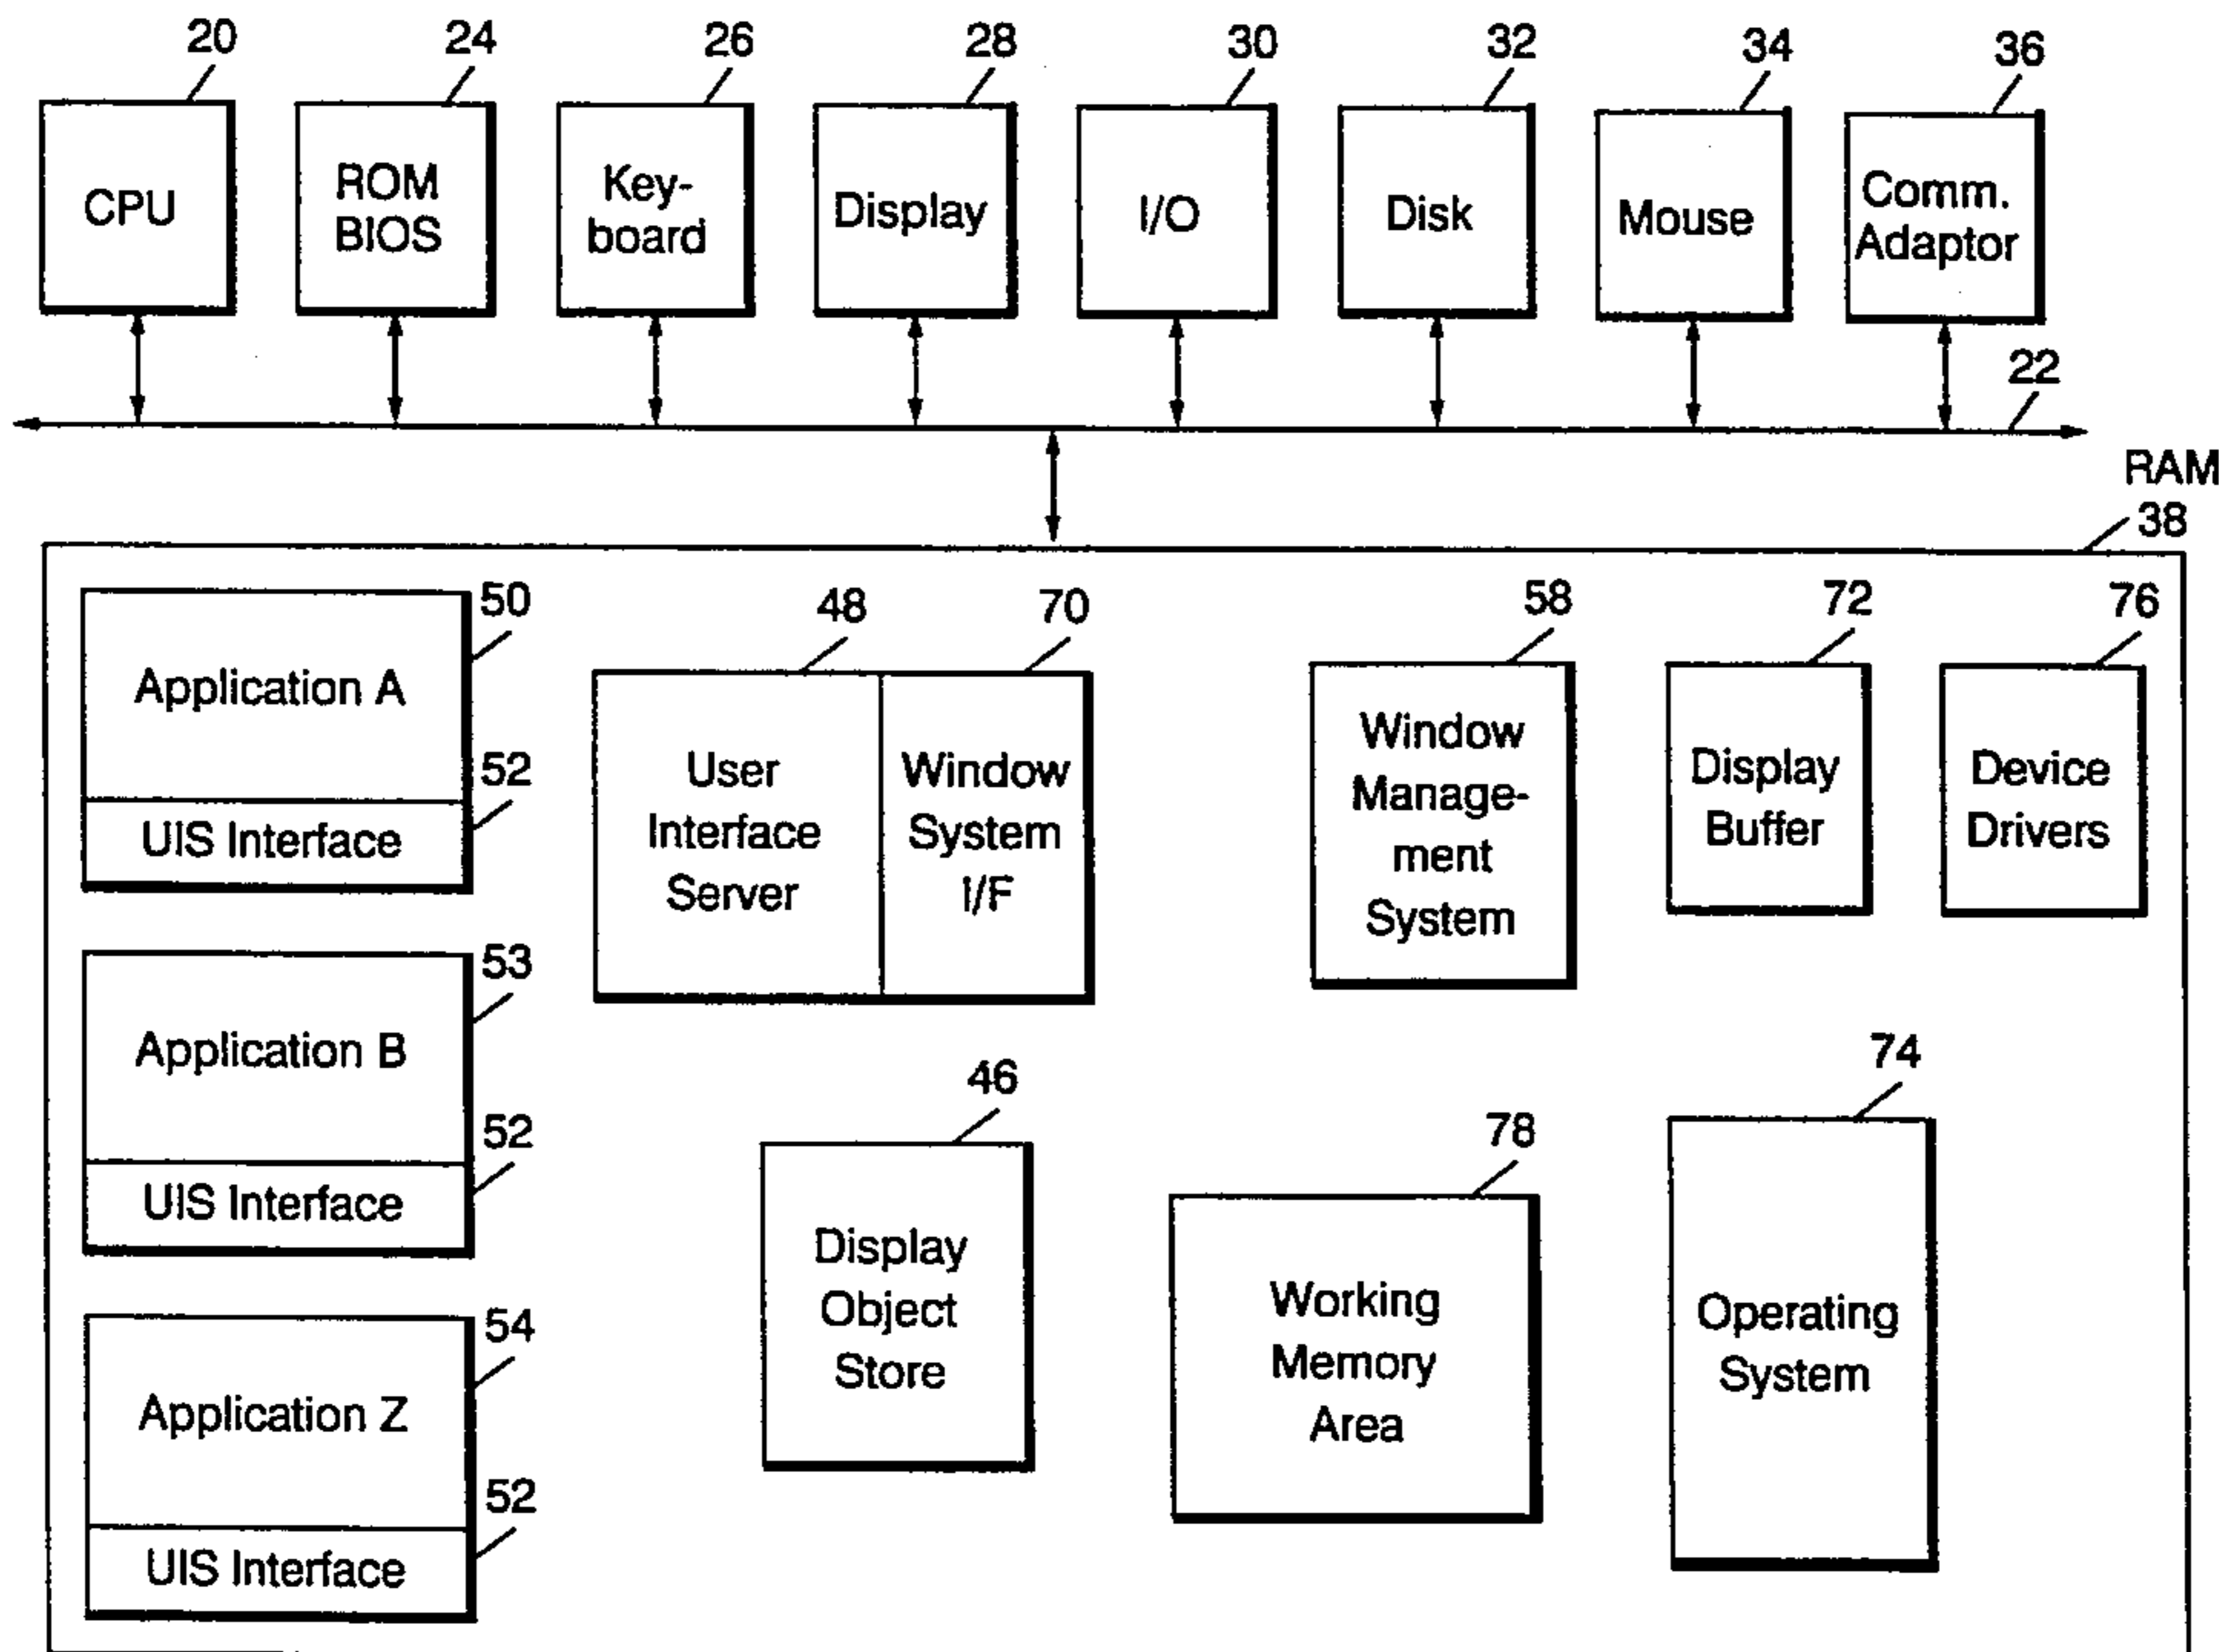 20
24
26
28
30
32
34
36
CPU
ROM
BIOS
Key-
board
Display
I/O
Disk
Mouse
Comm.
Adaptor
22
RAM
38
50
Application A
52
UIS Interface
48
70
User
Interface
Server
Window
System
I/F
58
Window
Manage-
ment
System
72
Display
Buffer
76
Device
Drivers
53
Application B
52
UIS Interface
46
Display
Object
Store
78
Working
Memory
Area
74
Operating
System
54
Application Z
52
UIS Interface